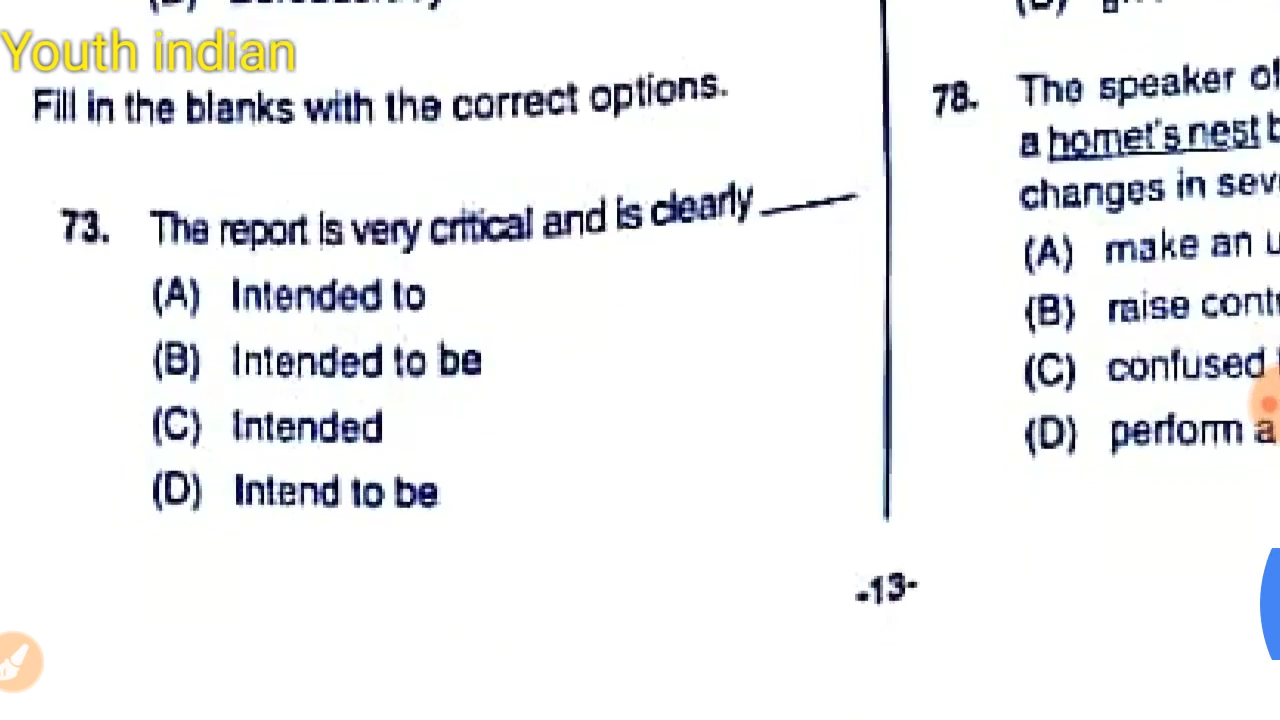 Youth indian
Fill in the blanks with the correct options.
73. The report is very critical and is clearly ____
(A) Intended to
(B) Intended to be
(C) Intended
(D) Intend to be
-13-
78. The speaker of
a hornet's nest
changes in
(A) make an
(B) raise
(C) confused
(D) perform a